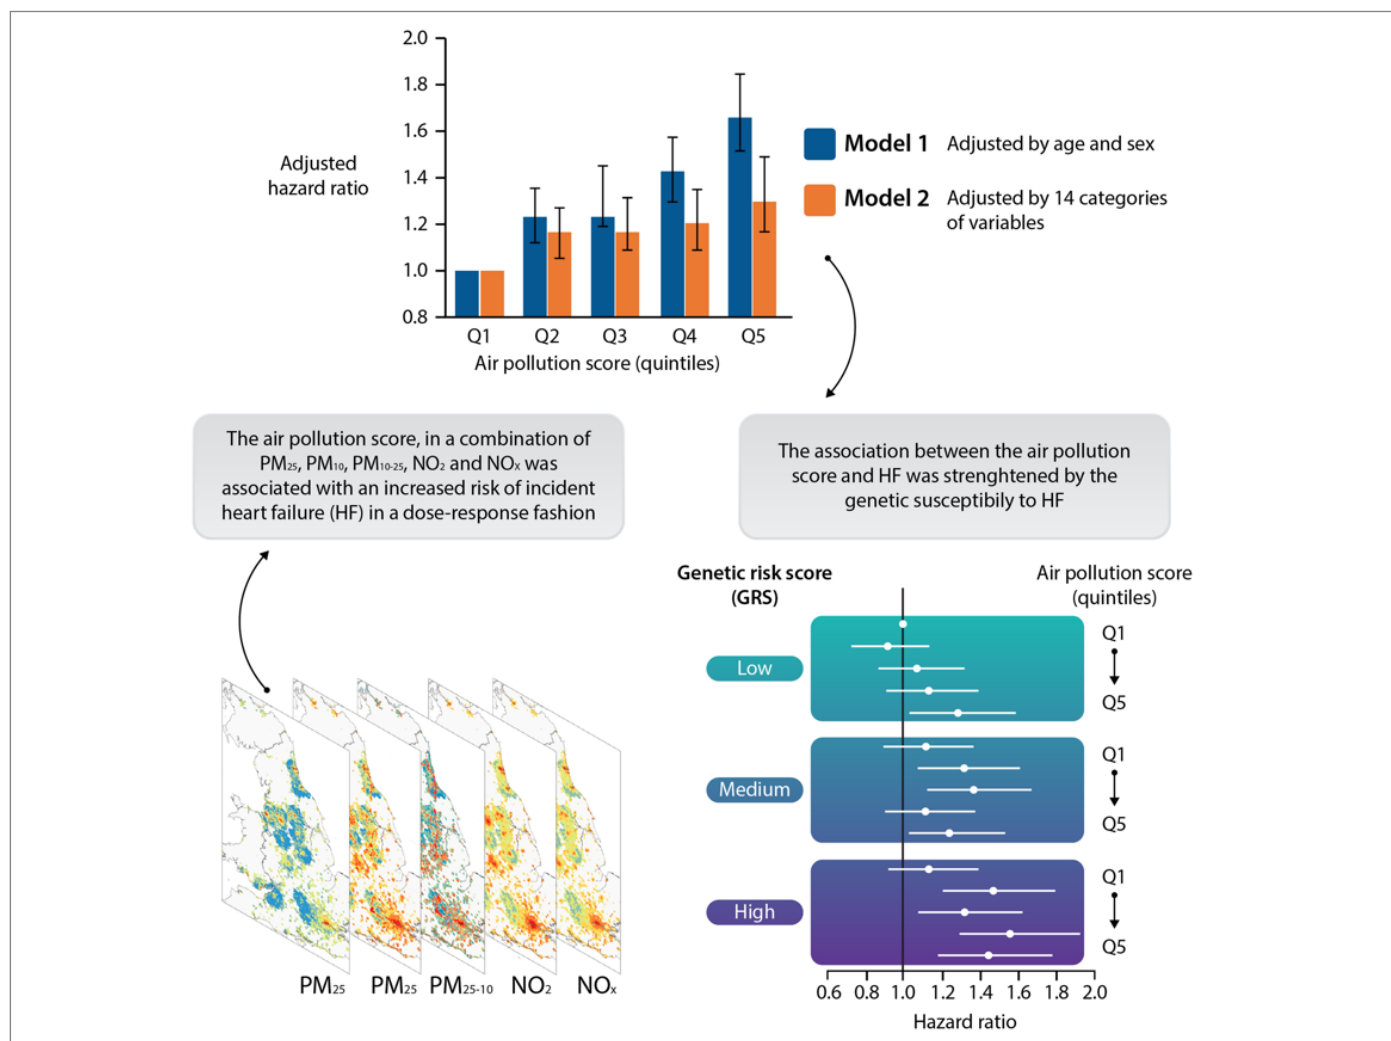 2.0
1.8
1.6
1.4
1.2
1.0
0.8
Adjusted
hazard ratio
Q1 Q2 Q3 Q4 Q5
Air pollution score (quintiles)
Model 1 Adjusted by age and sex
Model 2 Adjusted by 14 categories
of variables
The air pollution score, in a combination of
PM₂₅, PM₁₀, PM₁₀₋₂₅, NO₂ and NOₓ was
associated with an increased risk of incident
heart failure (HF) in a dose-response fashion
The association between the air pollution
score and HF was strenghtened by the
genetic susceptibily to HF
PM₂₅ PM₂₅ PM₂₅₋₁₀ NO₂ NOₓ
Genetic risk score
(GRS)
Air pollution score
(quintiles)
Low
Q1
Q5
Medium
Q1
Q5
High
Q1
Q5
0.6 0.8 1.0 1.2 1.4 1.6 1.8 2.0
Hazard ratio